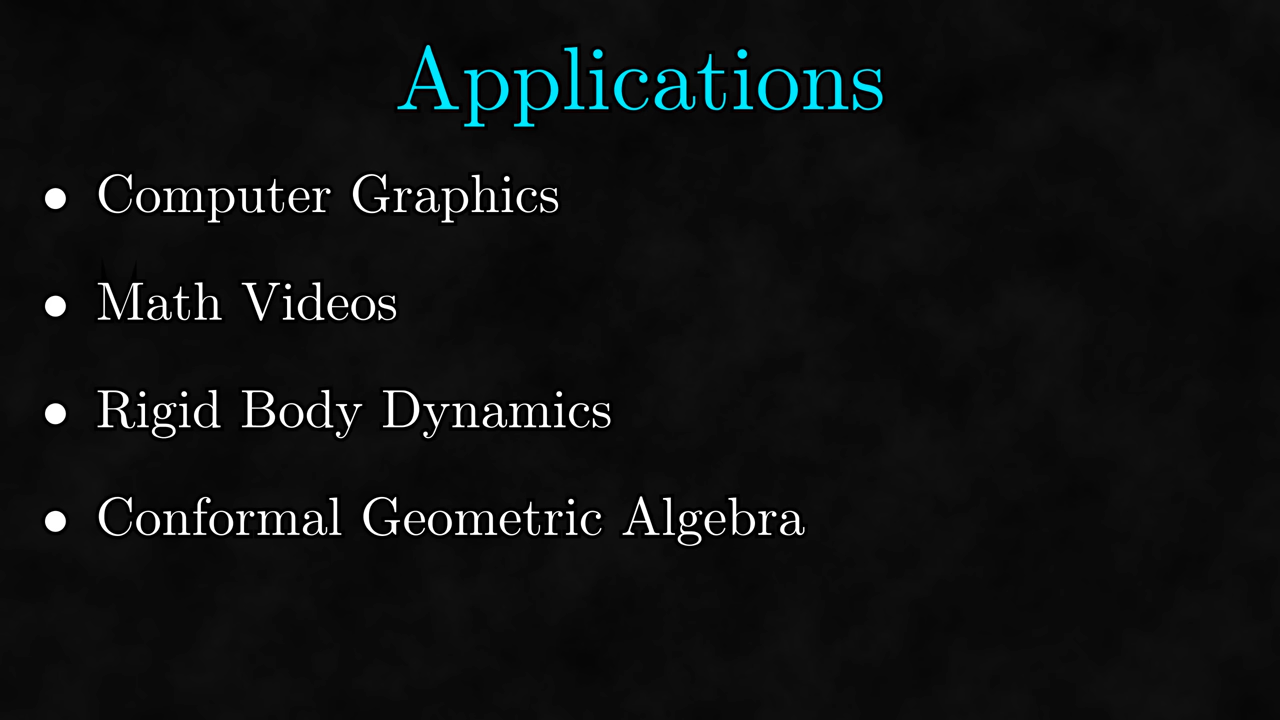 Applications
• Computer Graphics
• Math Videos
• Rigid Body Dynamics
• Conformal Geometric Algebra